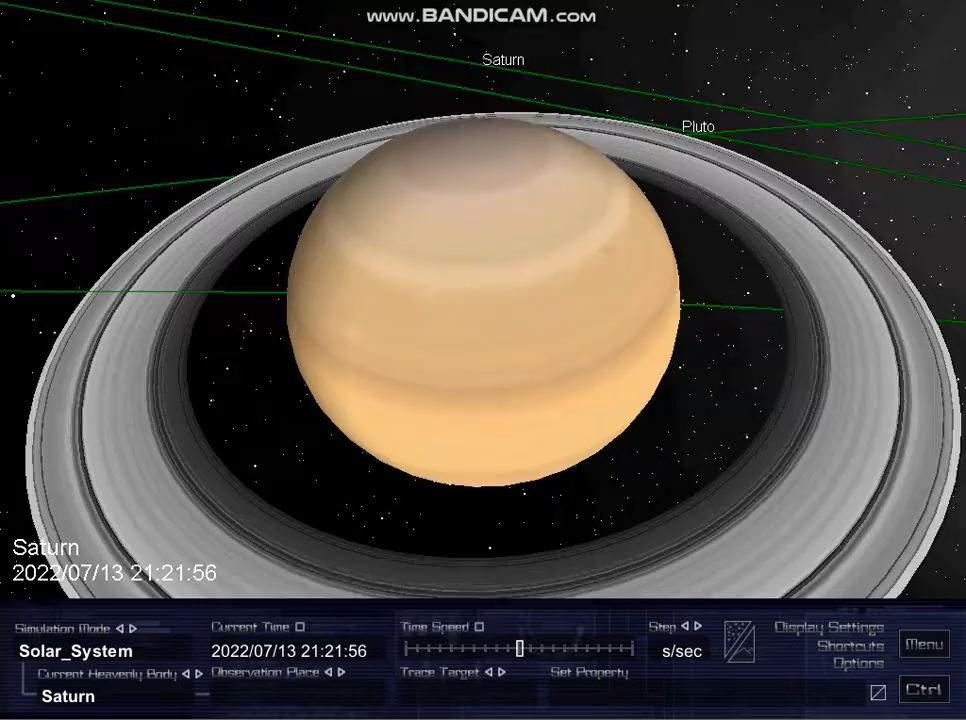 www.BANDICAM.com
Saturn
Pluto
Saturn
2022/07/13 21:21:56
Simulation Mode
Current Time
Time Speed
Step
Display Settings
Solar_System
2022/07/13 21:21:56
s/sec
Shortcuts
Menu
Current Heavenly Body
Observation Place
Trace Target
Set Property
Options
Saturn
Ctrl